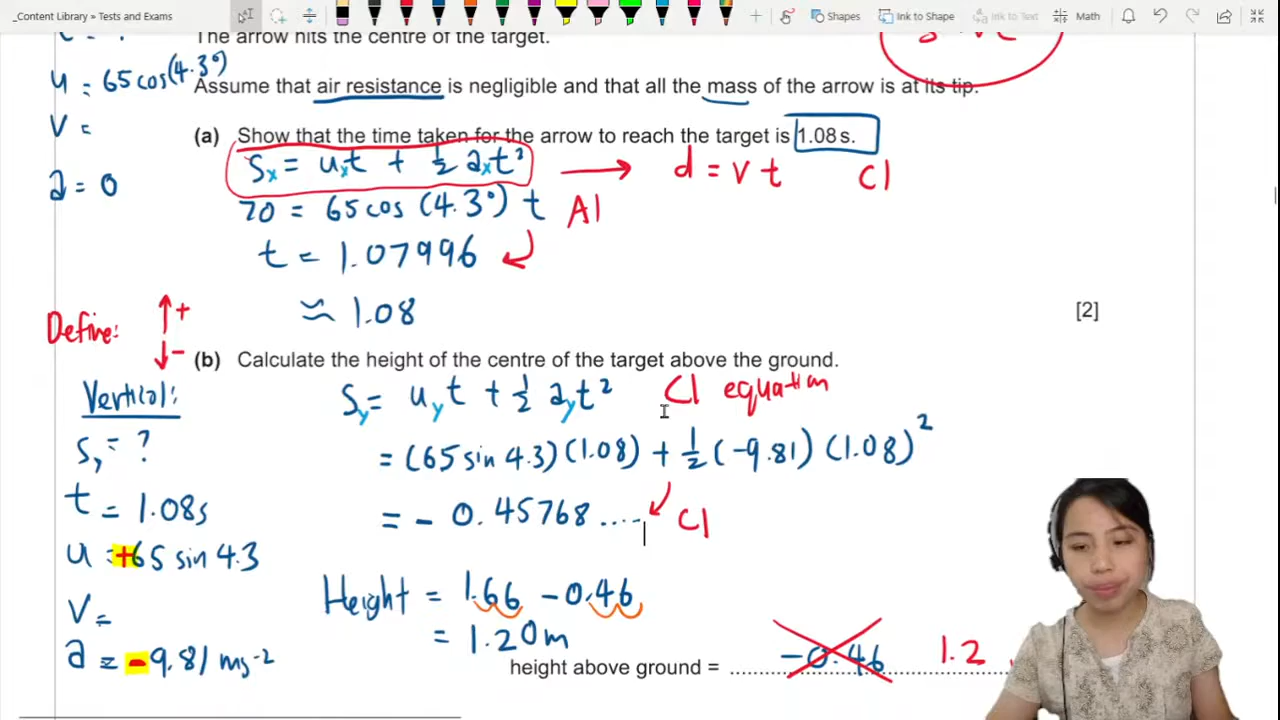 _Content Library » Tests and Exams
Shapes
Link to Shape
Link to Text
Math
The arrow hits the centre of the target.
u = 65 cos(4.3°)
Assume that air resistance is negligible and that all the mass of the arrow is at its tip.
v =
a = 0
(a) Show that the time taken for the arrow to reach the target is 1.08 s.
Sx = uxt + ½ axt² → d = v t C1
70 = 65 cos (4.3°) t A1
t = 1.07996
≈ 1.08
[2]
Define: ↑ +
↓ -
(b) Calculate the height of the centre of the target above the ground.
Vertical:
Sy = ?
t = 1.08s
u = +65 sin 4.3
v =
a = -9.81 ms-2
Sy = uyt + ½ ayt² C1 equation
= (65 sin 4.3)(1.08) + ½ (-9.81) (1.08)²
= - 0.45768.... C1
Height = 1.66 - 0.46
= 1.20m
height above ground = -0.46 1.2